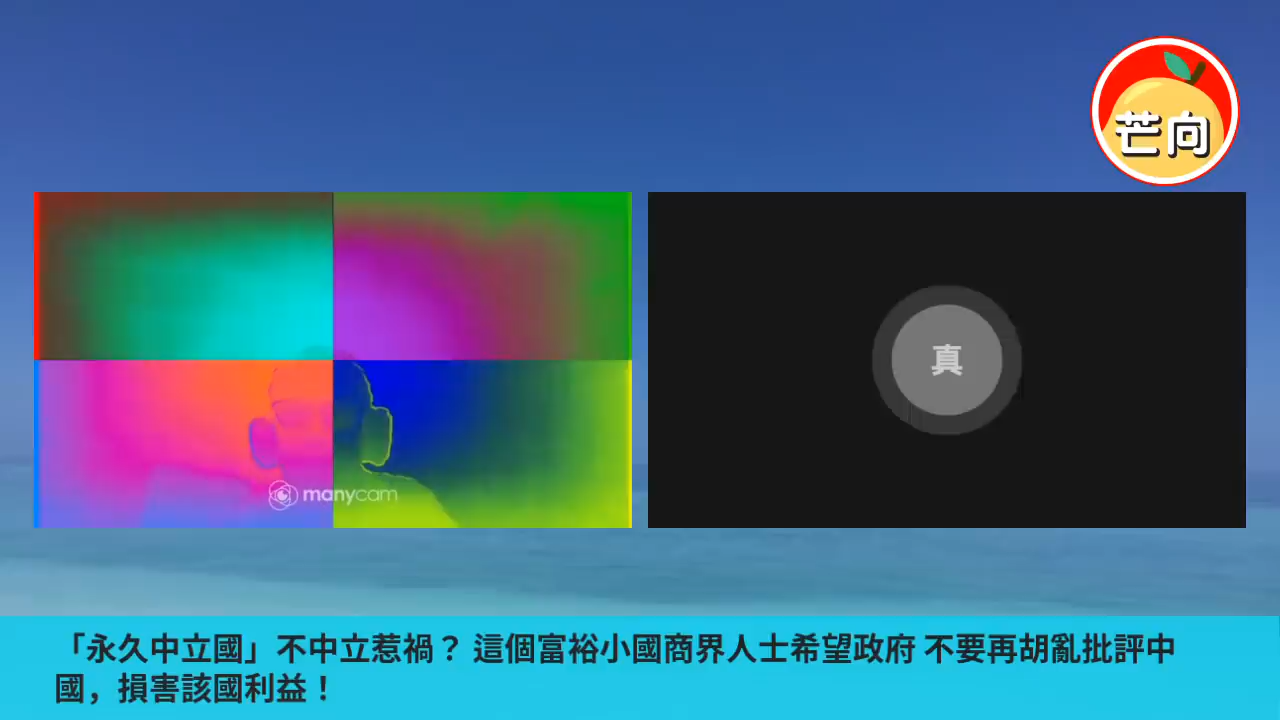 芒向
真
manycam
「永久中立國」不中立惹禍？ 這個富裕小國商界人士希望政府 不要再胡亂批評中
國，損害該國利益！